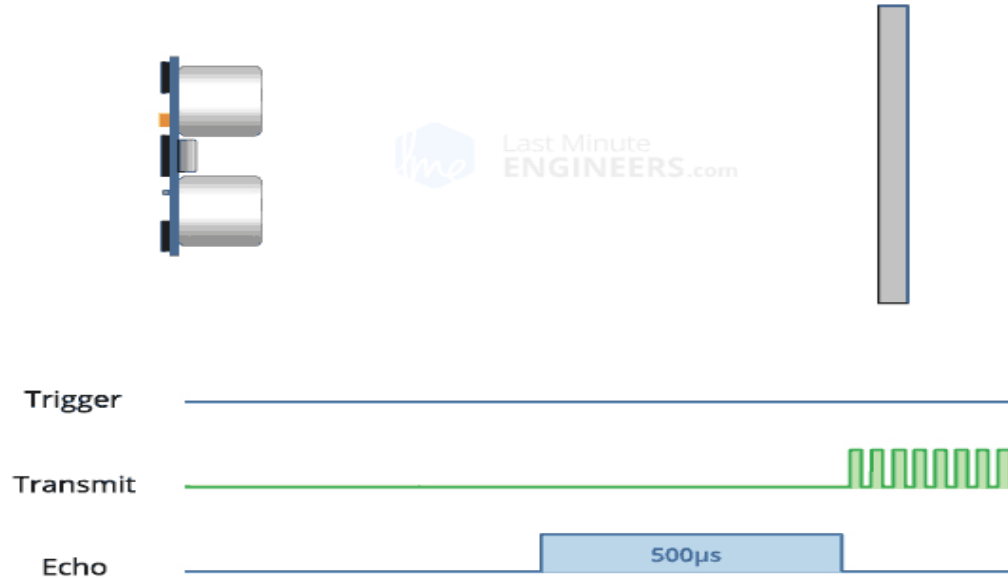 Last Minute
ENGINEERS.com
Trigger
Transmit
Echo
500µs